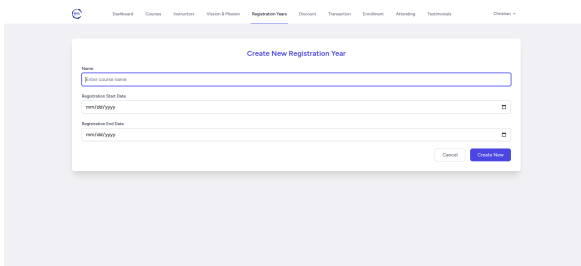 Dashboard Courses Instructors Vission & Mission Registration Years Discount Transaction Enrollment Attending Testimonials Christian
Create New Registration Year
Name
Enter course name
Registration Start Date
mm/dd/yyyy
Registration End Date
mm/dd/yyyy
Cancel Create New